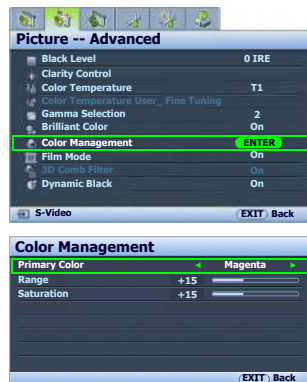 Picture -- Advanced
Black Level 0 IRE
Clarity Control
Color Temperature T1
Color Temperature User_ Fine Tuning
Gamma Selection 2
Brilliant Color On
Color Management ENTER
Film Mode On
3D Comb Filter On
Dynamic Black On
S-Video EXIT Back
Color Management
Primary Color Magenta
Range +15
Saturation +15
EXIT Back